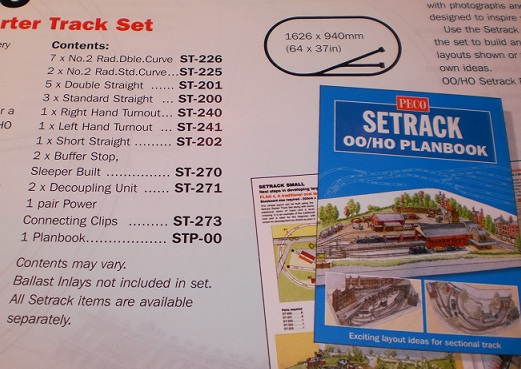 rter Track Set
Contents:
7 x No.2 Rad.Dble.Curve ST-226
2 x No.2 Rad.Std.Curve...ST-225
5 x Double Straight ...... ST-201
3 x Standard Straight ... ST-200
1 x Right Hand Turnout... ST-240
1 x Left Hand Turnout ... ST-241
1 x Short Straight ......... ST-202
2 x Buffer Stop,
Sleeper Built ............... ST-270
2 x Decoupling Unit ...... ST-271
1 pair Power
Connecting Clips ......... ST-273
1 Planbook.................. STP-00
Contents may vary.
Ballast Inlays not included in set.
All Setrack items are available
separately.
1626 x 940mm
(64 x 37in)
with photographs an
designed to inspire
Use the Setrack
the set to build an
layouts shown or
own ideas.
OO/HO Setrack
PECO
SETRACK
OO/HO PLANBOOK
Exciting layout ideas for sectional track
SETRACK SMALL